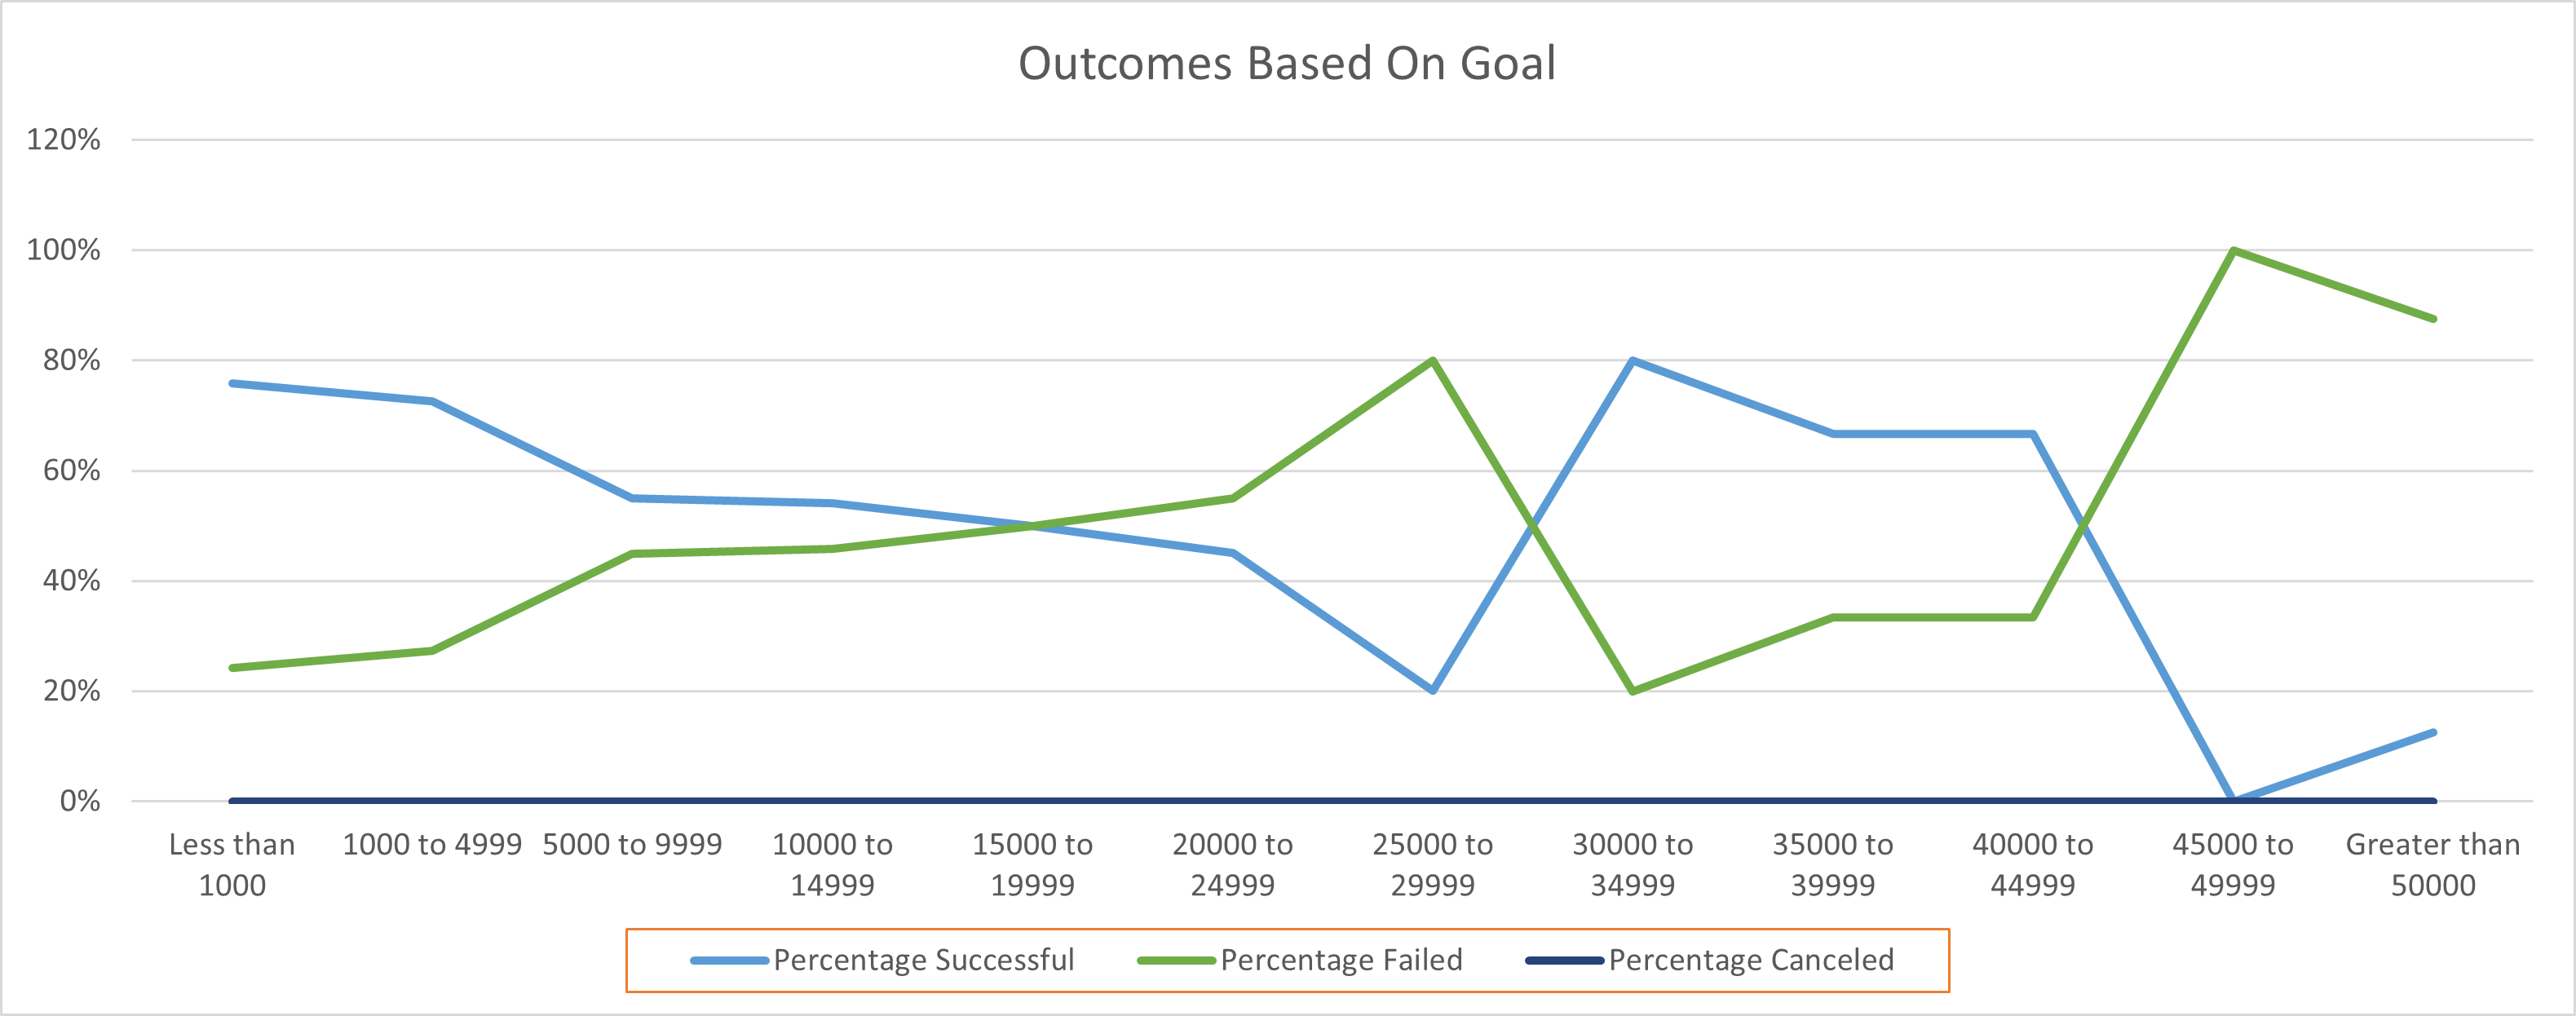 Outcomes Based On Goal
120%
100%
80%
60%
40%
20%
0%
Less than
1000
1000 to 4999
5000 to 9999
10000 to
14999
15000 to
19999
20000 to
24999
25000 to
29999
30000 to
34999
35000 to
39999
40000 to
44999
45000 to
49999
Greater than
50000
Percentage Successful
Percentage Failed
Percentage Canceled